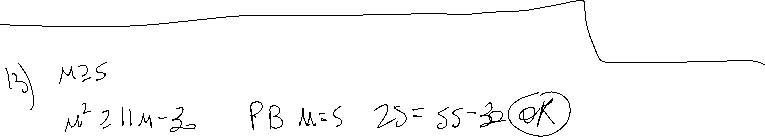 13) n≥5
n² ≥ 11n-30 PB n=5 25 = 55-30 OK